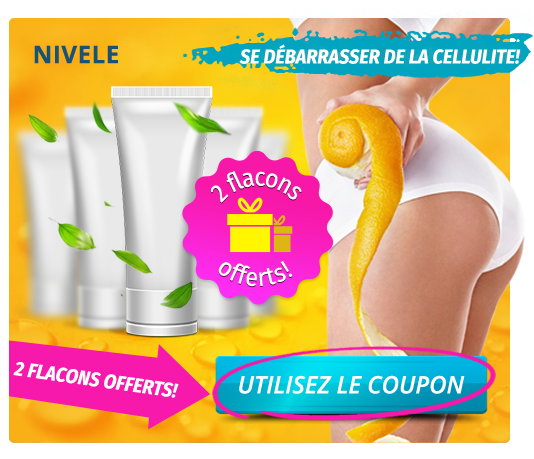 NIVELE
SE DÉBARRASSER DE LA CELLULITE!
2 flacons
offerts!
2 FLACONS OFFERTS!
UTILISEZ LE COUPON